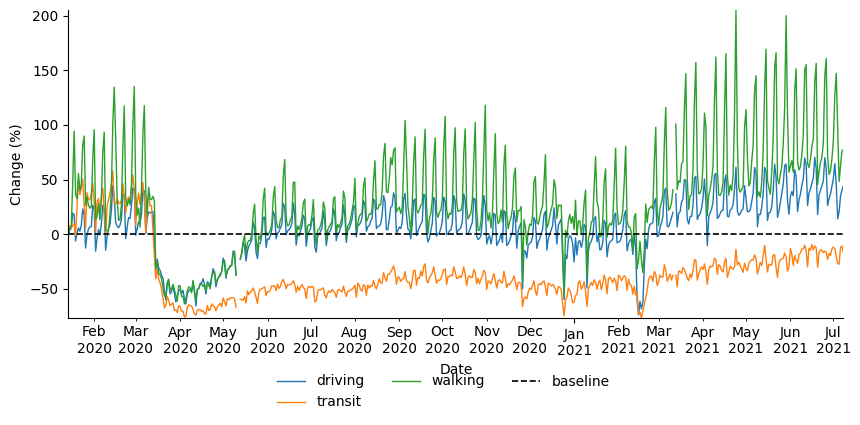 200
150
100
50
0
−50
Change (%)
Feb 2020
Mar 2020
Apr 2020
May 2020
Jun 2020
Jul 2020
Aug 2020
Sep 2020
Oct 2020
Nov 2020
Dec 2020
Jan 2021
Feb 2021
Mar 2021
Apr 2021
May 2021
Jun 2021
Jul 2021
Date
driving
transit
walking
baseline